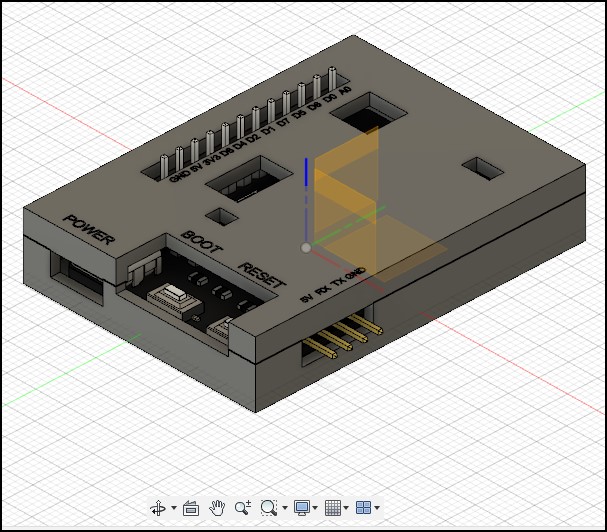 GND 5V 3V3 D6 D4 D2 D1 D7 D5 D8 D0 A0
POWER
BOOT
RESET
5V RX TX GND